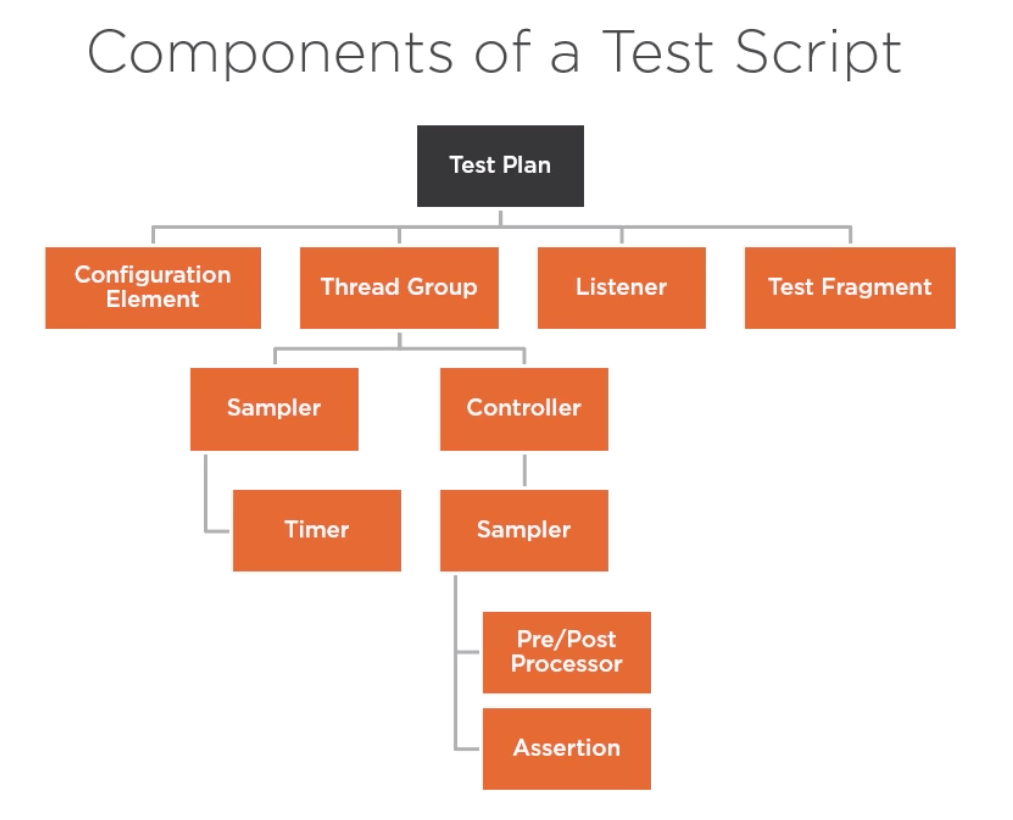 Components of a Test Script
Test Plan
Configuration
Element
Thread Group
Listener
Test Fragment
Sampler
Controller
Timer
Sampler
Pre/Post
Processor
Assertion